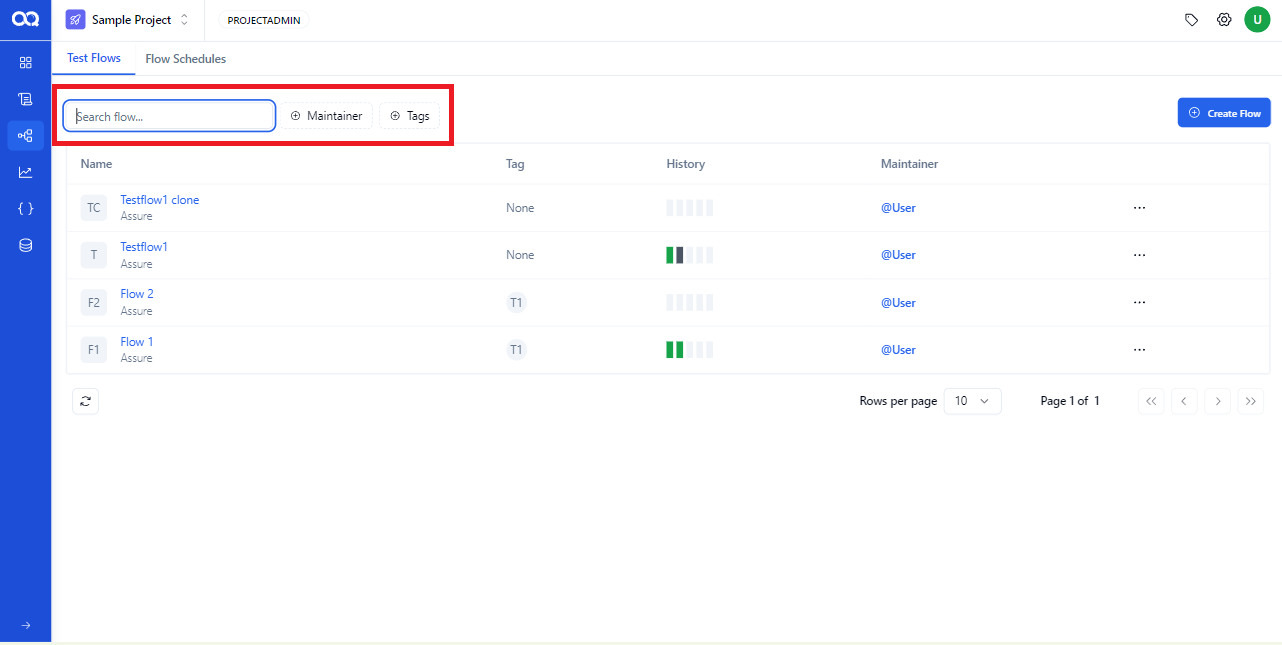 Sample Project
PROJECTADMIN
U
Test Flows
Flow Schedules
Search flow...
Maintainer
Tags
Create Flow
Name Tag History Maintainer
TC Testflow1 clone None @User ...
Assure
T Testflow1 None @User ...
Assure
F2 Flow 2 T1 @User ...
Assure
F1 Flow 1 T1 @User ...
Assure
Rows per page 10 Page 1 of 1